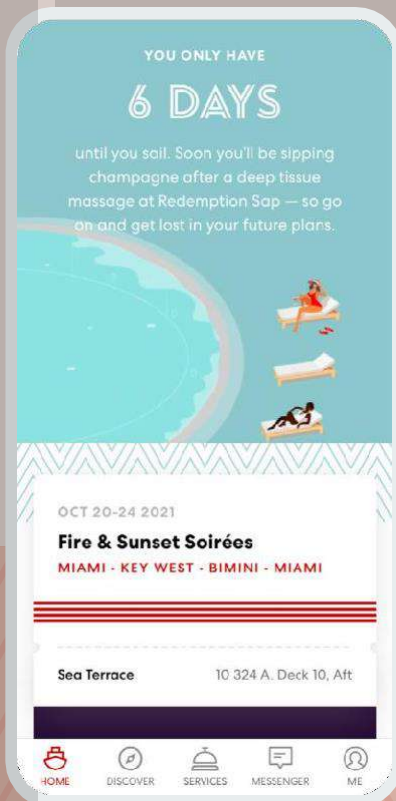 YOU ONLY HAVE
6 DAYS
until you sail. Soon you'll be sipping
champagne after a deep tissue
massage at Redemption Sap — so go
on and get lost in your future plans.
OCT 20-24 2021
Fire & Sunset Soirées
MIAMI - KEY WEST - BIMINI - MIAMI
Sea Terrace 10 324 A. Deck 10, Aft
HOME DISCOVER SERVICES MESSENGER ME